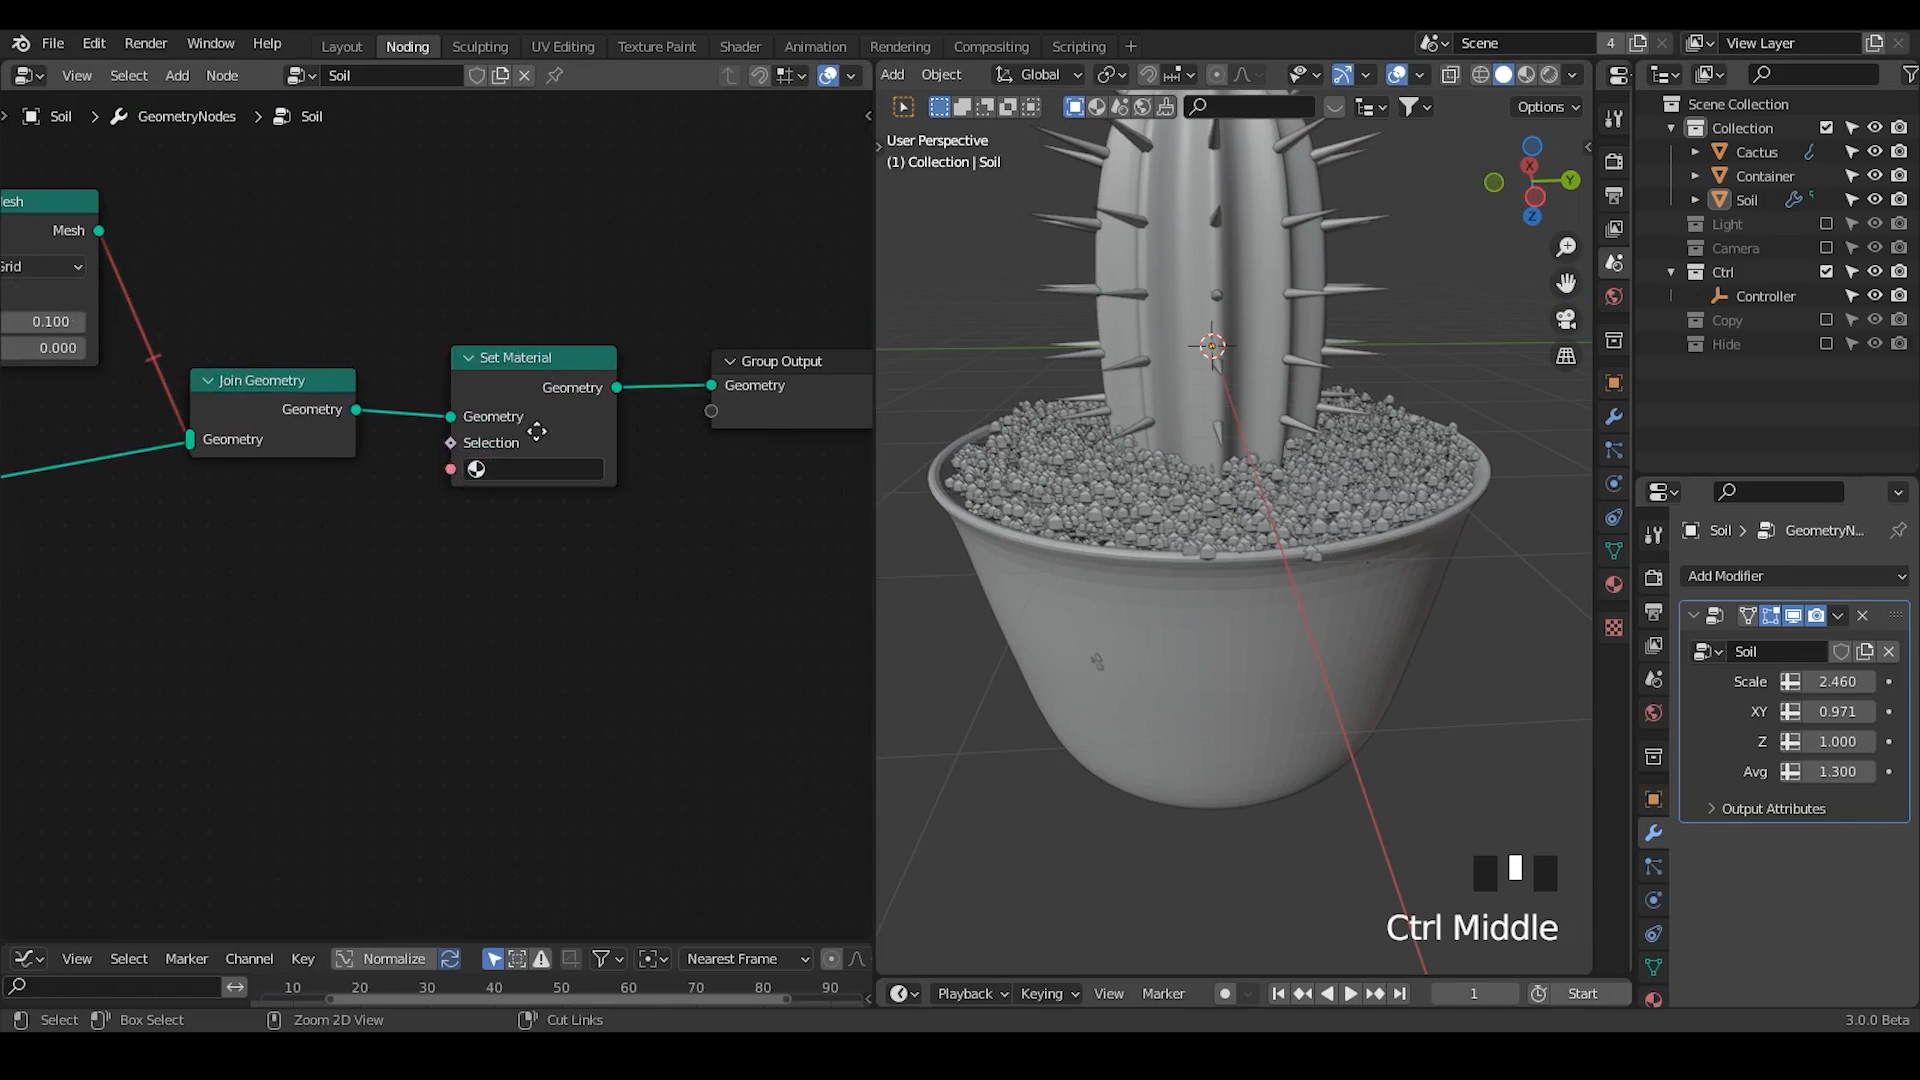 File Edit Render Window Help
Layout Noding Sculpting UV Editing Texture Paint Shader Animation Rendering Compositing Scripting +
Scene 4
View Layer
View Select Add Node
Soil
Add Object
Global
Soil > GeometryNodes > Soil
Options
User Perspective
(1) Collection | Soil
X
Y
Z
esh
Mesh
Grid
0.100
0.000
Join Geometry
Geometry
Geometry
Set Material
Geometry
Geometry
Selection
Group Output
Geometry
Ctrl Middle
Scene Collection
Collection
Cactus
Container
Soil
Light
Camera
Ctrl
Controller
Copy
Hide
Soil > GeometryN...
Add Modifier
Soil
Scale 2.460
XY 0.971
Z 1.000
Avg 1.300
Output Attributes
View Select Marker Channel Key Normalize Nearest Frame
10 20 30 40 50 60 70 80 90
Playback Keying View Marker 1 Start
Select Box Select Zoom 2D View Cut Links 3.0.0 Beta